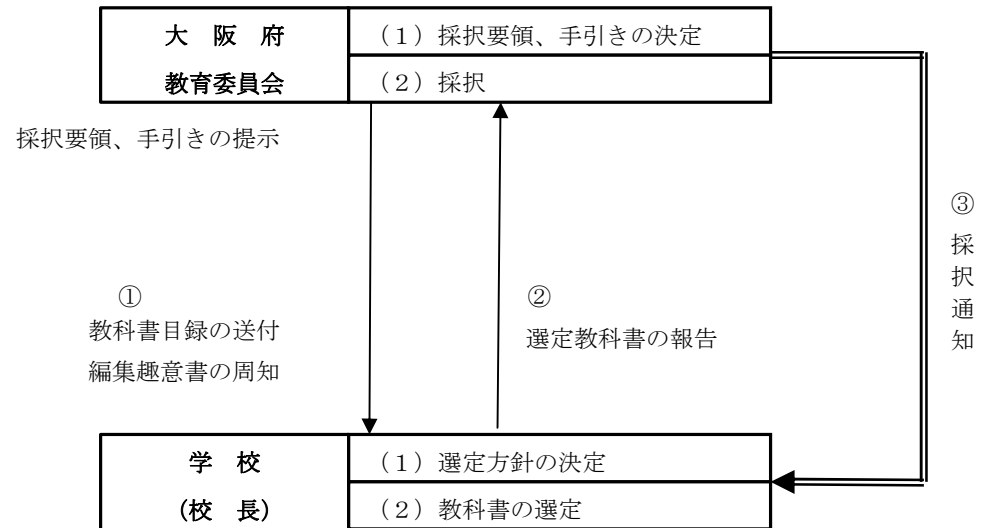 大 阪 府
教育委員会
（１）採択要領、手引きの決定
（２）採択
採択要領、手引きの提示
①
教科書目録の送付
編集趣意書の周知
②
選定教科書の報告
③
採択通知
学 校
(校 長)
（１）選定方針の決定
（２）教科書の選定